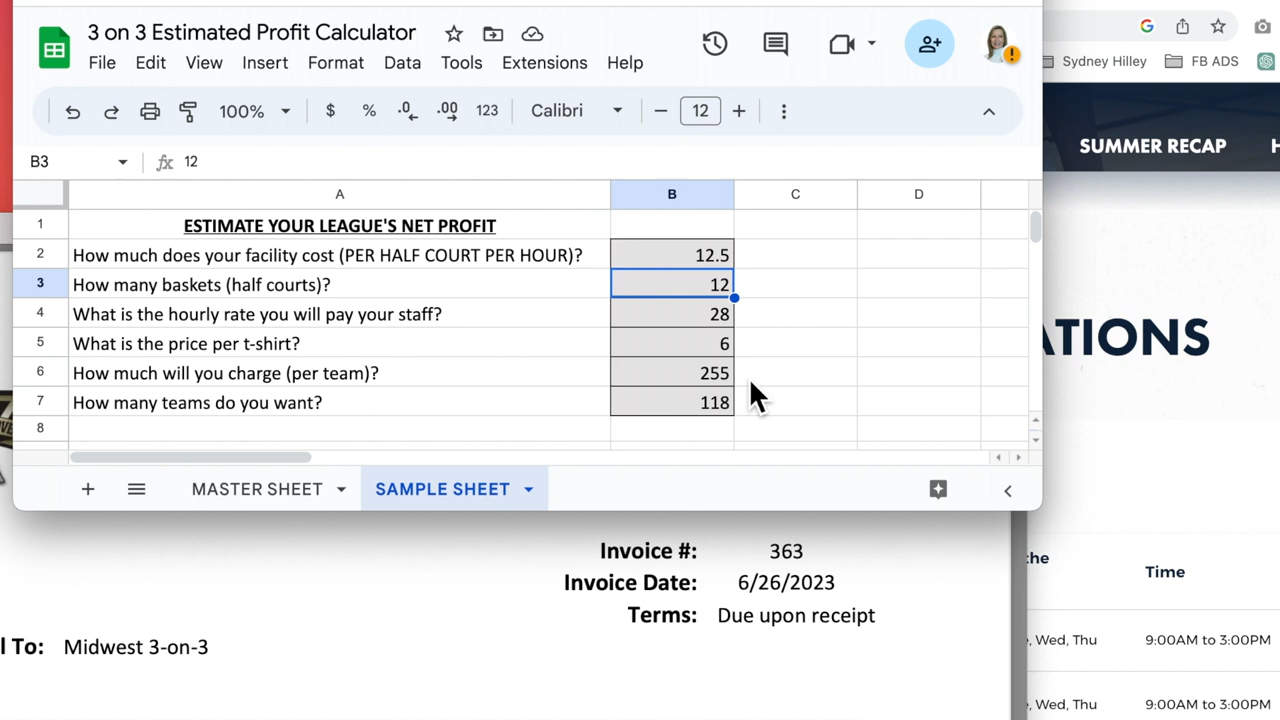 3 on 3 Estimated Profit Calculator
File Edit View Insert Format Data Tools Extensions Help
100% $ % .0 .00 123 Calibri 12
B3 fx 12
A B C D
1 ESTIMATE YOUR LEAGUE'S NET PROFIT
2 How much does your facility cost (PER HALF COURT PER HOUR)? 12.5
3 How many baskets (half courts)? 12
4 What is the hourly rate you will pay your staff? 28
5 What is the price per t-shirt? 6
6 How much will you charge (per team)? 255
7 How many teams do you want? 118
8
MASTER SHEET SAMPLE SHEET
Sydney Hilley FB ADS
SUMMER RECAP H
ATIONS
Invoice #: 363
Invoice Date: 6/26/2023
Terms: Due upon receipt
l To: Midwest 3-on-3
the Time
, Wed, Thu 9:00AM to 3:00PM
, Wed, Thu 9:00AM to 3:00PM